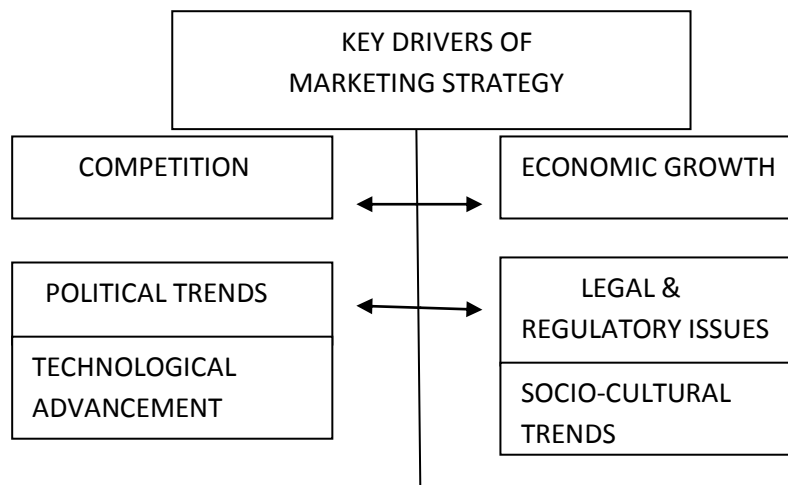 KEY DRIVERS OF
MARKETING STRATEGY
COMPETITION
ECONOMIC GROWTH
POLITICAL TRENDS
LEGAL &
REGULATORY ISSUES
TECHNOLOGICAL
ADVANCEMENT
SOCIO-CULTURAL
TRENDS